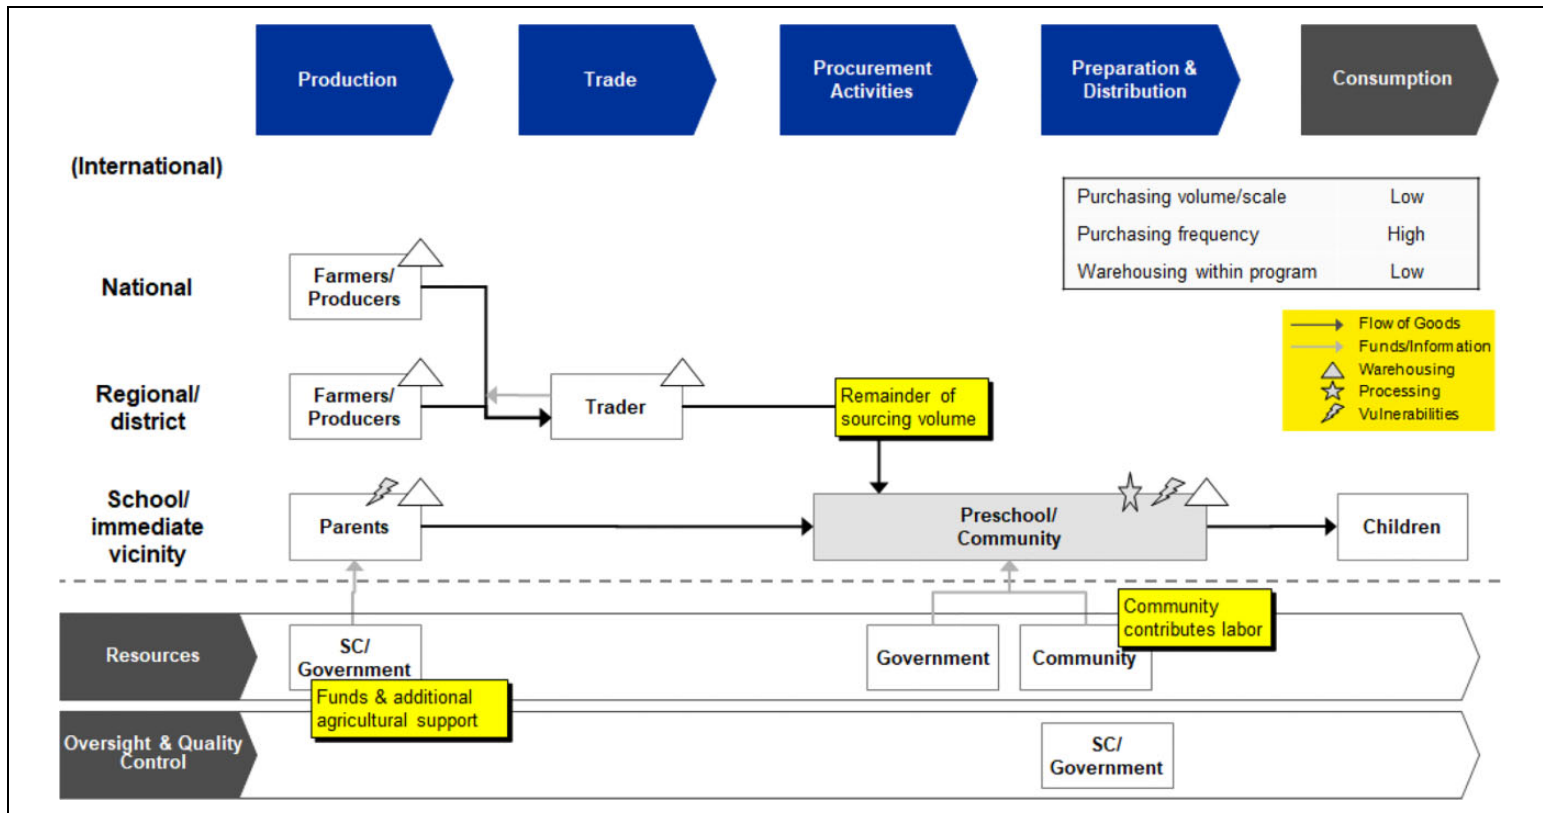 Production
Trade
Procurement
Activities
Preparation &
Distribution
Consumption
(International)
Purchasing volume/scale Low
Purchasing frequency High
Warehousing within program Low
National
Farmers/
Producers
Flow of Goods
Funds/Information
Warehousing
Processing
Vulnerabilities
Regional/
district
Farmers/
Producers
Trader
Remainder of
sourcing volume
School/
immediate
vicinity
Parents
Preschool/
Community
Children
Resources
SC/
Government
Funds & additional
agricultural support
Government
Community
Community
contributes labor
Oversight & Quality
Control
SC/
Government